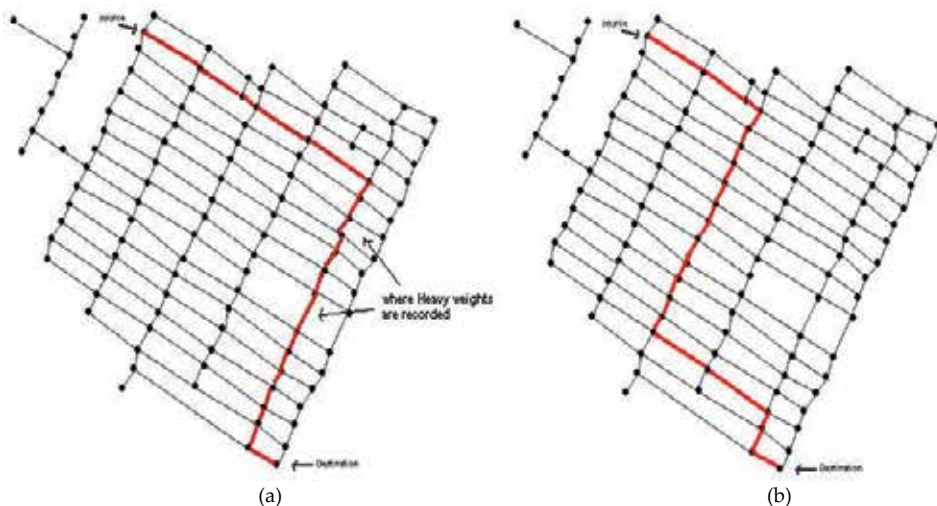 source
source
where Heavy weights
are recorded
Destination
Destination
(a)
(b)